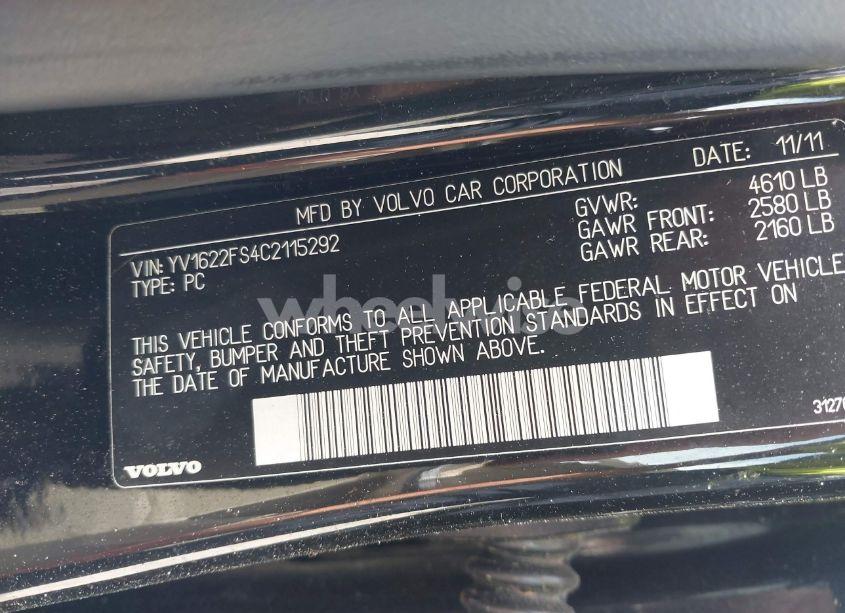 MFD BY VOLVO CAR CORPORATION
DATE: 11/11
VIN: YV1622FS4C2115292
TYPE: PC
GVWR: 4610 LB
GAWR FRONT: 2580 LB
GAWR REAR: 2160 LB
THIS VEHICLE CONFORMS TO ALL APPLICABLE FEDERAL MOTOR VEHICLE
SAFETY, BUMPER AND THEFT PREVENTION STANDARDS IN EFFECT ON
THE DATE OF MANUFACTURE SHOWN ABOVE.
VOLVO